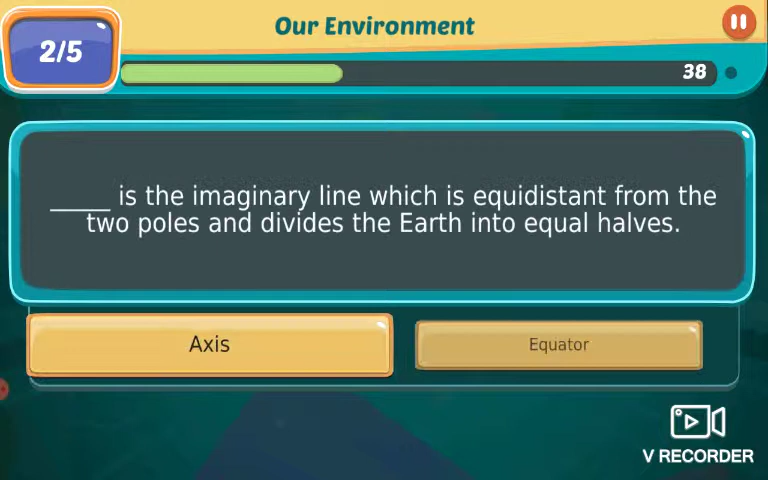 Our Environment
2/5
38
_____ is the imaginary line which is equidistant from the
two poles and divides the Earth into equal halves.
Axis
Equator
V RECORDER